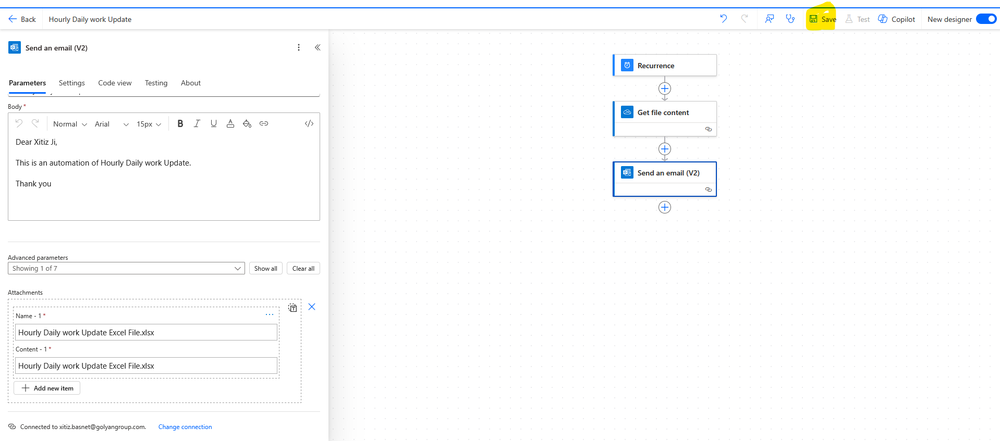 Back
Hourly Daily work Update
Save
Test
Copilot
New designer
Send an email (V2)
Parameters
Settings
Code view
Testing
About
Body *
Normal
Arial
15px
B
I
U
A
</>
Dear Xitiz Ji,
This is an automation of Hourly Daily work Update.
Thank you
Advanced parameters
Showing 1 of 7
Show all
Clear all
Attachments
Name - 1 *
Hourly Daily work Update Excel File.xlsx
Content - 1 *
Hourly Daily work Update Excel File.xlsx
Add new item
Connected to xitiz.basnet@golyangroup.com.
Change connection
Recurrence
Get file content
Send an email (V2)